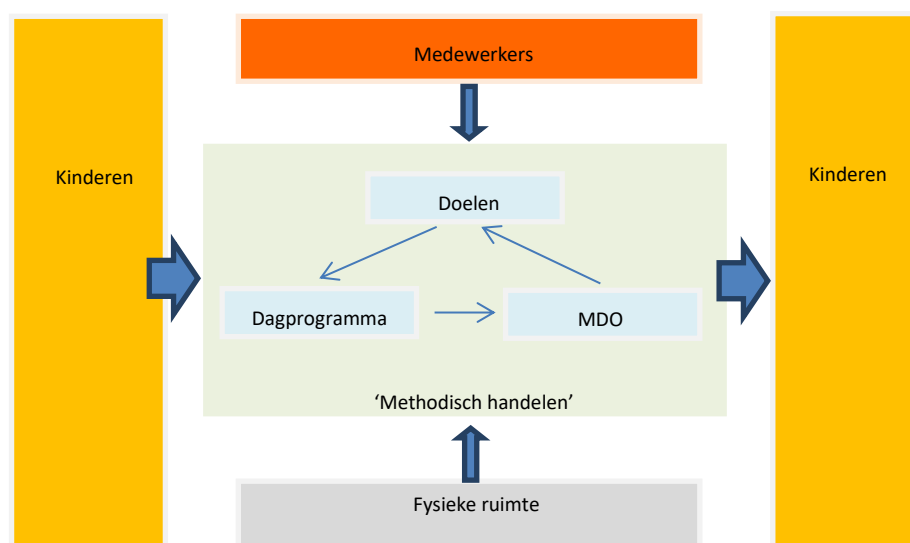 Medewerkers
Kinderen
Kinderen
Doelen
Dagprogramma
MDO
‘Methodisch handelen’
Fysieke ruimte